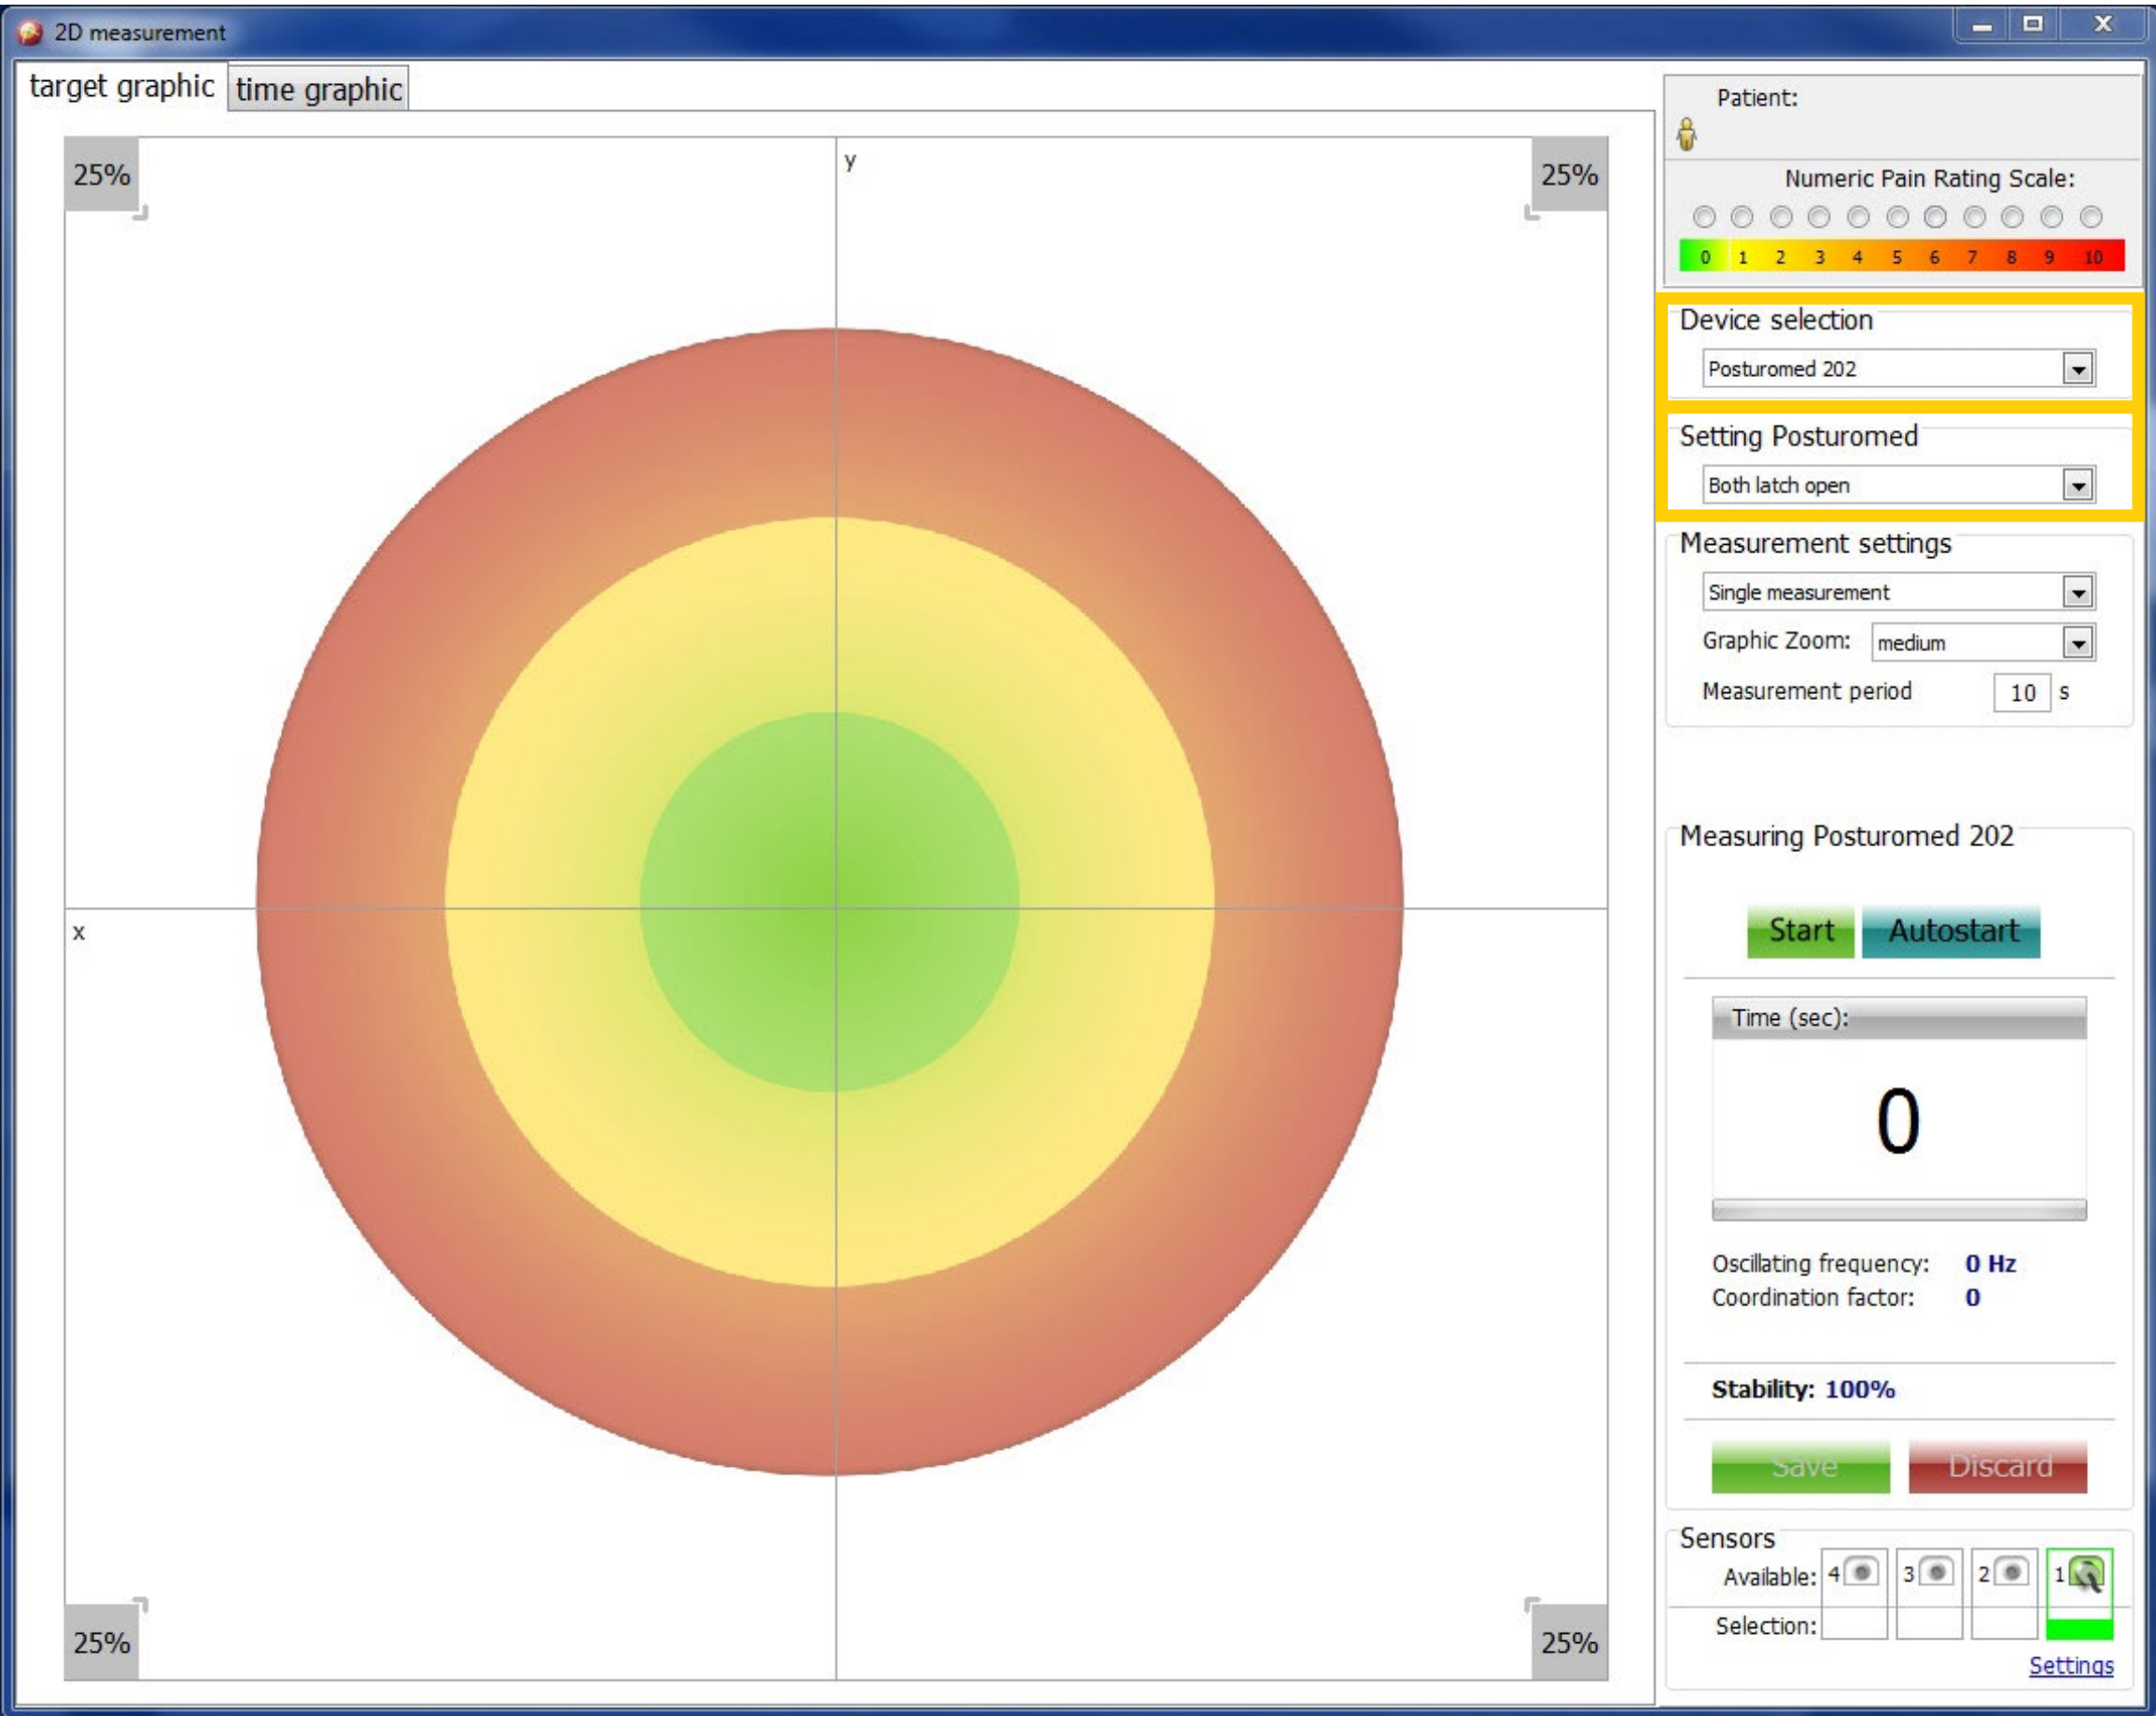 2D measurement
target graphic
time graphic
25%
y
25%
x
25%
25%
Patient:
Numeric Pain Rating Scale:
0 1 2 3 4 5 6 7 8 9 10
Device selection
Posturomed 202
Setting Posturomed
Both latch open
Measurement settings
Single measurement
Graphic Zoom: medium
Measurement period 10 s
Measuring Posturomed 202
Start Autostart
Time (sec):
0
Oscillating frequency: 0 Hz
Coordination factor: 0
Stability: 100%
Save Discard
Sensors
Available: 4 3 2 1
Selection:
Settings